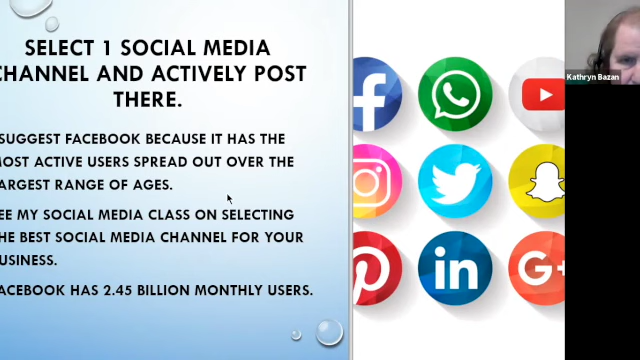 SELECT 1 SOCIAL MEDIA
CHANNEL AND ACTIVELY POST
THERE.
SUGGEST FACEBOOK BECAUSE IT HAS THE
MOST ACTIVE USERS SPREAD OUT OVER THE
LARGEST RANGE OF AGES.
SEE MY SOCIAL MEDIA CLASS ON SELECTING
THE BEST SOCIAL MEDIA CHANNEL FOR YOUR
BUSINESS.
FACEBOOK HAS 2.45 BILLION MONTHLY USERS.
f
in
G+
Kathryn Bazan